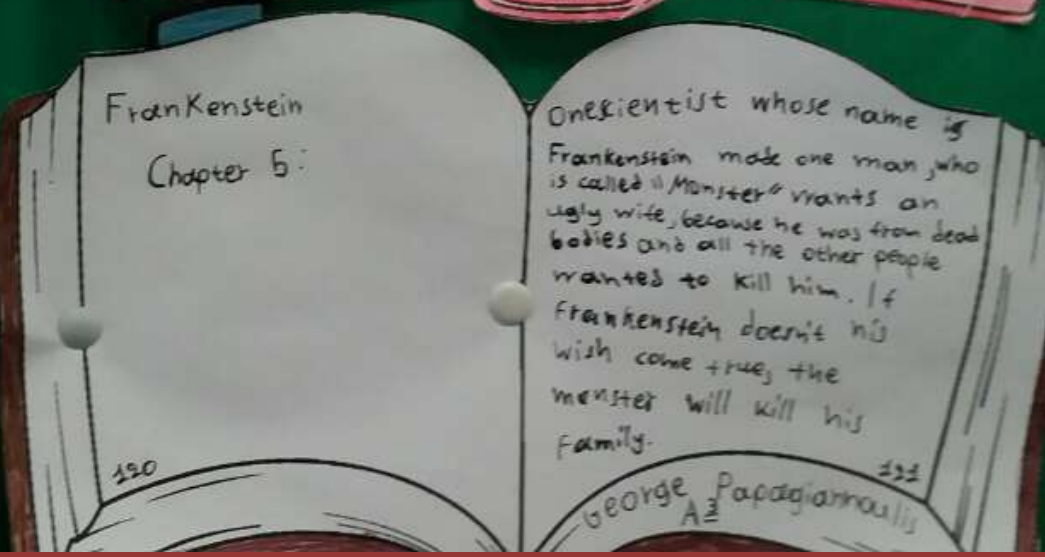 Frankenstein
Chapter 5:
120
Onescientist whose name is
Frankenstein made one man, who
is called "Monster" wants an
ugly wife, because he was from dead
bodies and all the other people
wanted to kill him. If
Frankenstein doesn't his
wish come true, the
monster will kill his
family.
121
George Papagiannoulis
A3